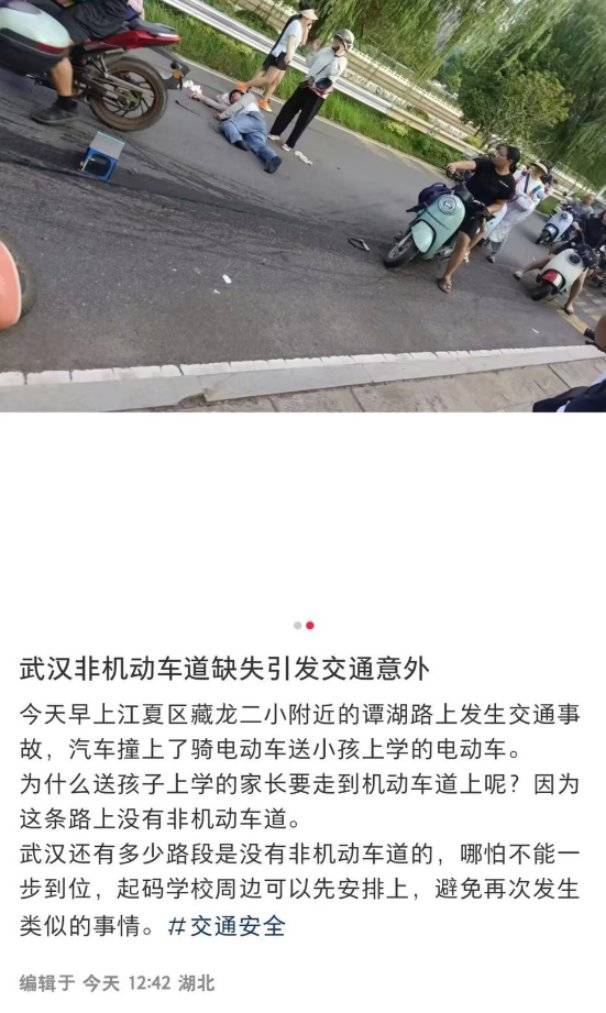 武汉非机动车道缺失引发交通意外
今天早上江夏区藏龙二小附近的谭湖路上发生交通事
故，汽车撞上了骑电动车送小孩上学的电动车。
为什么送孩子上学的家长要走到机动车道上呢？因为
这条路上没有非机动车道。
武汉还有多少路段是没有非机动车道的，哪怕不能一
步到位，起码学校周边可以先安排上，避免再次发生
类似的事情。#交通安全
编辑于 今天 12:42 湖北